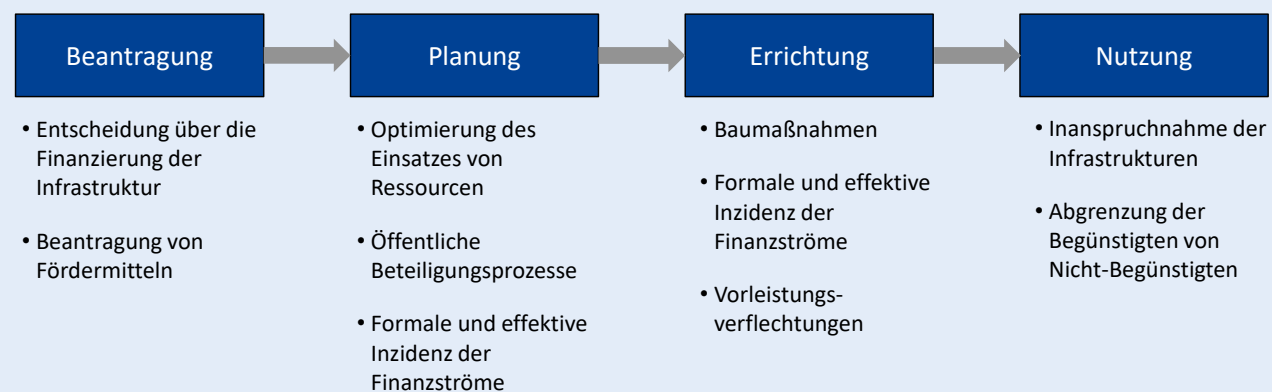 Beantragung
Planung
Errichtung
Nutzung
• Entscheidung über die
Finanzierung der
Infrastruktur
• Beantragung von
Fördermitteln
• Optimierung des
Einsatzes von
Ressourcen
• Öffentliche
Beteiligungsprozesse
• Formale und effektive
Inzidenz der
Finanzströme
• Baumaßnahmen
• Formale und effektive
Inzidenz der
Finanzströme
• Vorleistungs-
verflechtungen
• Inanspruchnahme der
Infrastrukturen
• Abgrenzung der
Begünstigten von
Nicht-Begünstigten